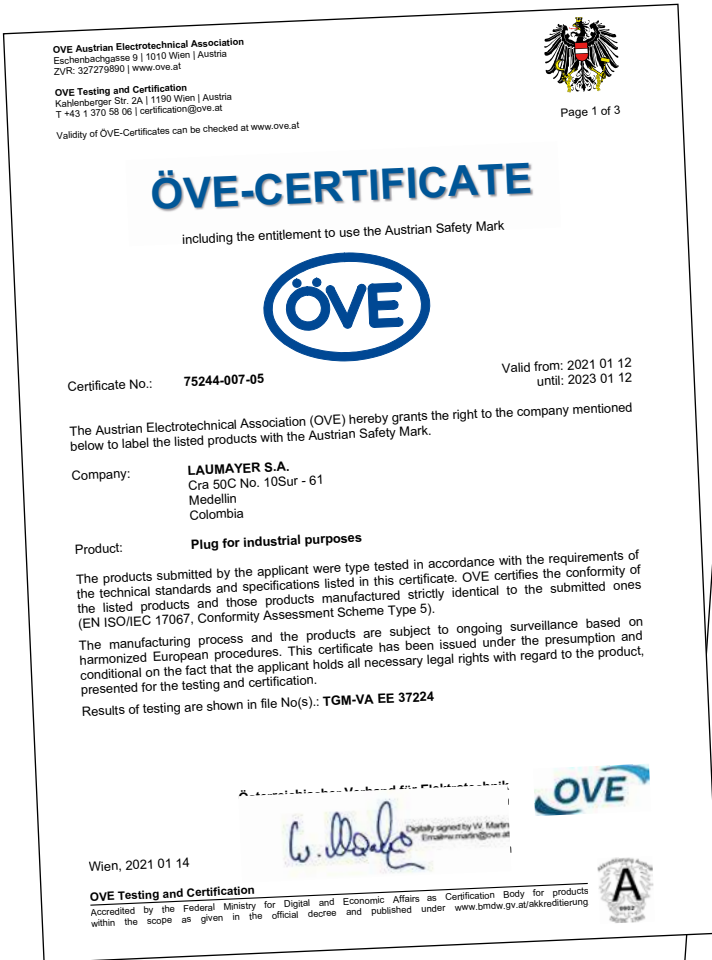 OVE Austrian Electrotechnical Association
Eschenbachgasse 9 | 1010 Wien | Austria
ZVR: 327279890 | www.ove.at
OVE Testing and Certification
Kahlenberger Str. 2A | 1190 Wien | Austria
T +43 1 370 58 06 | certification@ove.at
Validity of ÖVE-Certificates can be checked at www.ove.at
Page 1 of 3
ÖVE-CERTIFICATE
including the entitlement to use the Austrian Safety Mark
ÖVE
Certificate No.: 75244-007-05
Valid from: 2021 01 12
until: 2023 01 12
The Austrian Electrotechnical Association (OVE) hereby grants the right to the company mentioned
below to label the listed products with the Austrian Safety Mark.
Company: LAUMAYER S.A.
Cra 50C No. 10Sur - 61
Medellin
Colombia
Product: Plug for industrial purposes
The products submitted by the applicant were type tested in accordance with the requirements of
the technical standards and specifications listed in this certificate. OVE certifies the conformity of
the listed products and those products manufactured strictly identical to the submitted ones
(EN ISO/IEC 17067, Conformity Assessment Scheme Type 5).
The manufacturing process and the products are subject to ongoing surveillance based on
harmonized European procedures. This certificate has been issued under the presumption and
conditional on the fact that the applicant holds all necessary legal rights with regard to the product,
presented for the testing and certification.
Results of testing are shown in file No(s).: TGM-VA EE 37224
Österreichischer Verband für Elektrotechnik
OVE
W. Martin
Digitally signed by W. Martin
Email=w.martin@ove.at
Wien, 2021 01 14
OVE Testing and Certification
Accredited by the Federal Ministry for Digital and Economic Affairs as Certification Body for products
within the scope as given in the official decree and published under www.bmdw.gv.at/akkreditierung
A